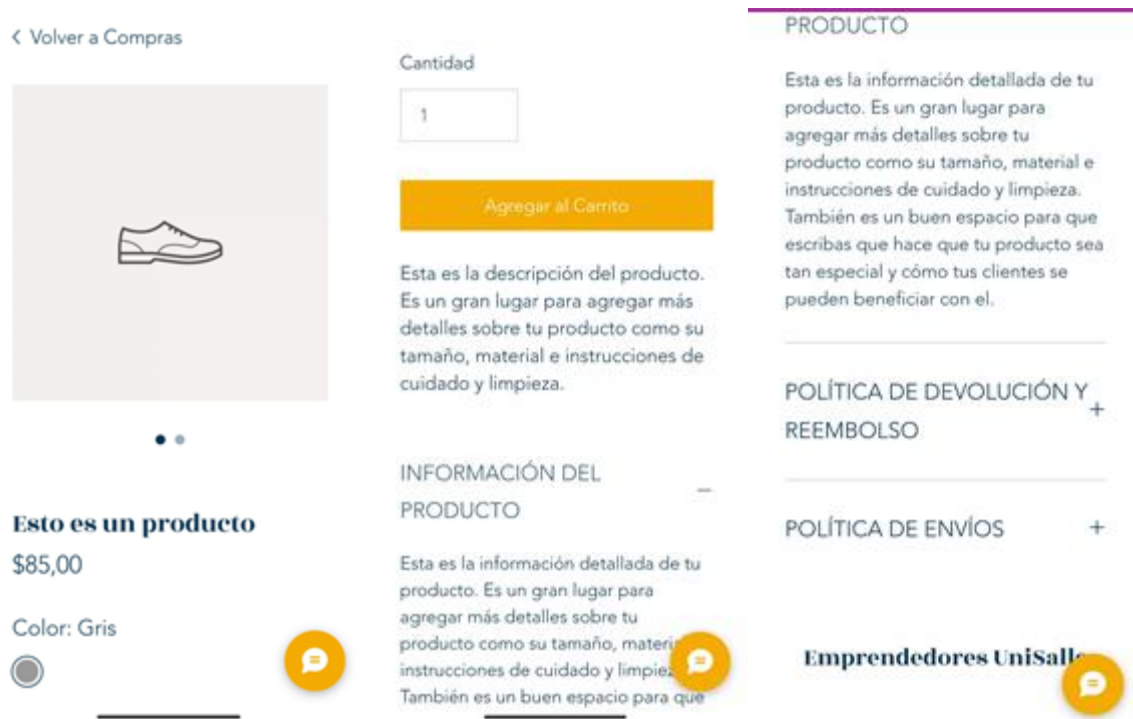 < Volver a Compras
Esto es un producto
$85,00
Color: Gris
Cantidad
1
Agregar al Carrito
Esta es la descripción del producto.
Es un gran lugar para agregar más
detalles sobre tu producto como su
tamaño, material e instrucciones de
cuidado y limpieza.
INFORMACIÓN DEL
PRODUCTO
Esta es la información detallada de tu
producto. Es un gran lugar para
agregar más detalles sobre tu
producto como su tamaño, materi
instrucciones de cuidado y limpiez
También es un buen espacio para que
PRODUCTO
Esta es la información detallada de tu
producto. Es un gran lugar para
agregar más detalles sobre tu
producto como su tamaño, material e
instrucciones de cuidado y limpieza.
También es un buen espacio para que
escribas que hace que tu producto sea
tan especial y cómo tus clientes se
pueden beneficiar con el.
POLÍTICA DE DEVOLUCIÓN Y
REEMBOLSO
+
POLÍTICA DE ENVÍOS +
Emprendedores UniSalle